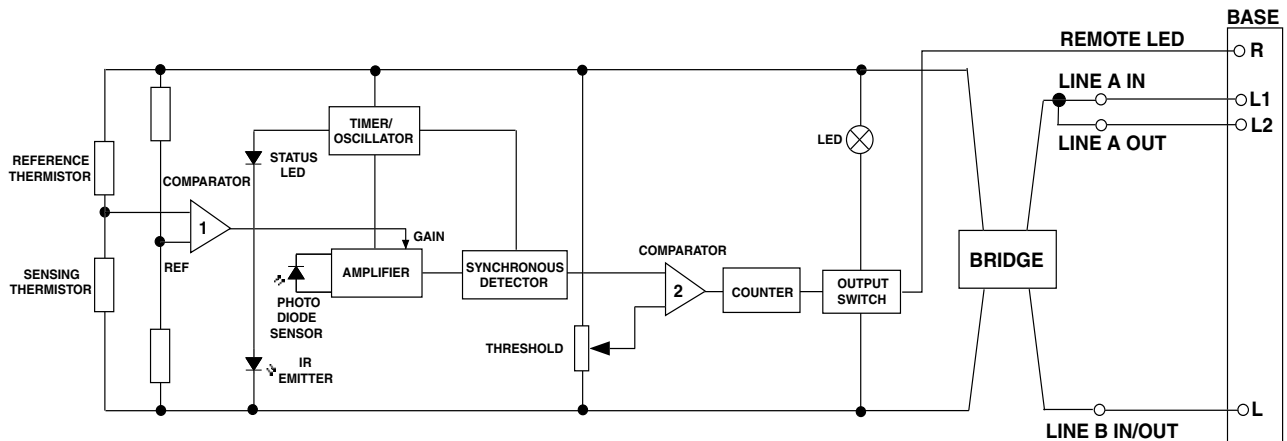 BASE
REMOTE LED
R
LINE A IN
L1
L2
LINE A OUT
TIMER/
OSCILLATOR
LED
REFERENCE
THERMISTOR
STATUS
LED
COMPARATOR
1
GAIN
REF
SENSING
THERMISTOR
AMPLIFIER
SYNCHRONOUS
DETECTOR
COMPARATOR
2
COUNTER
OUTPUT
SWITCH
BRIDGE
PHOTO
DIODE
SENSOR
THRESHOLD
IR
EMITTER
L
LINE B IN/OUT